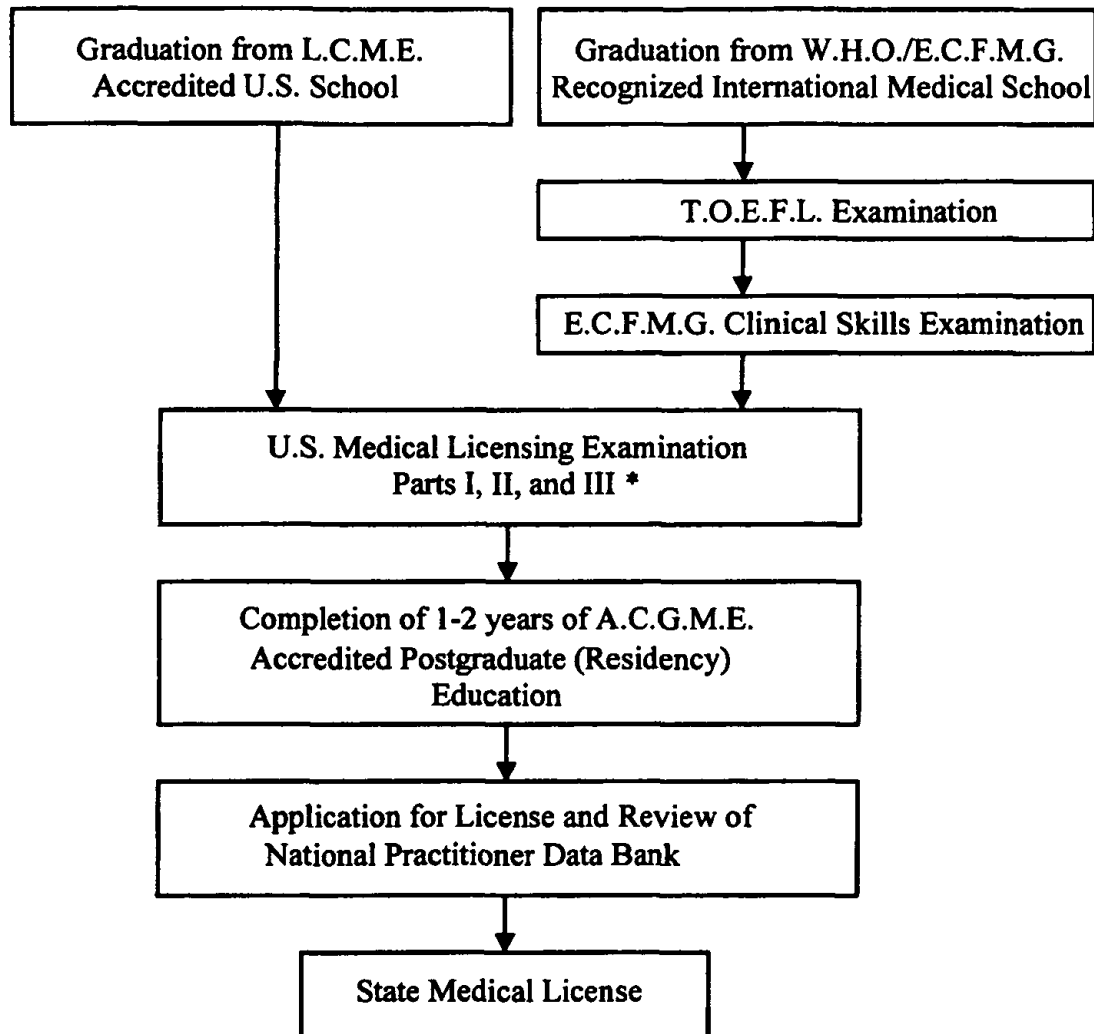 Graduation from L.C.M.E.
Accredited U.S. School
Graduation from W.H.O./E.C.F.M.G.
Recognized International Medical School
T.O.E.F.L. Examination
E.C.F.M.G. Clinical Skills Examination
U.S. Medical Licensing Examination
Parts I, II, and III *
Completion of 1-2 years of A.C.G.M.E.
Accredited Postgraduate (Residency)
Education
Application for License and Review of
National Practitioner Data Bank
State Medical License